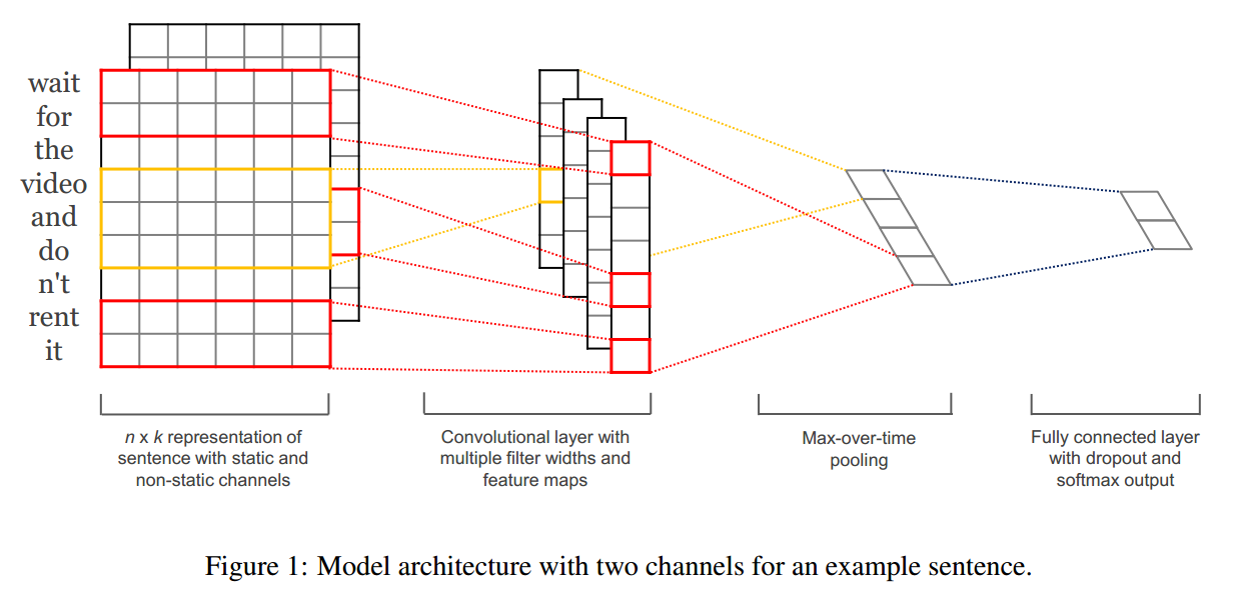 wait
for
the
video
and
do
n't
rent
it
n x k representation of
sentence with static and
non-static channels
Convolutional layer with
multiple filter widths and
feature maps
Max-over-time
pooling
Fully connected layer
with dropout and
softmax output
Figure 1: Model architecture with two channels for an example sentence.